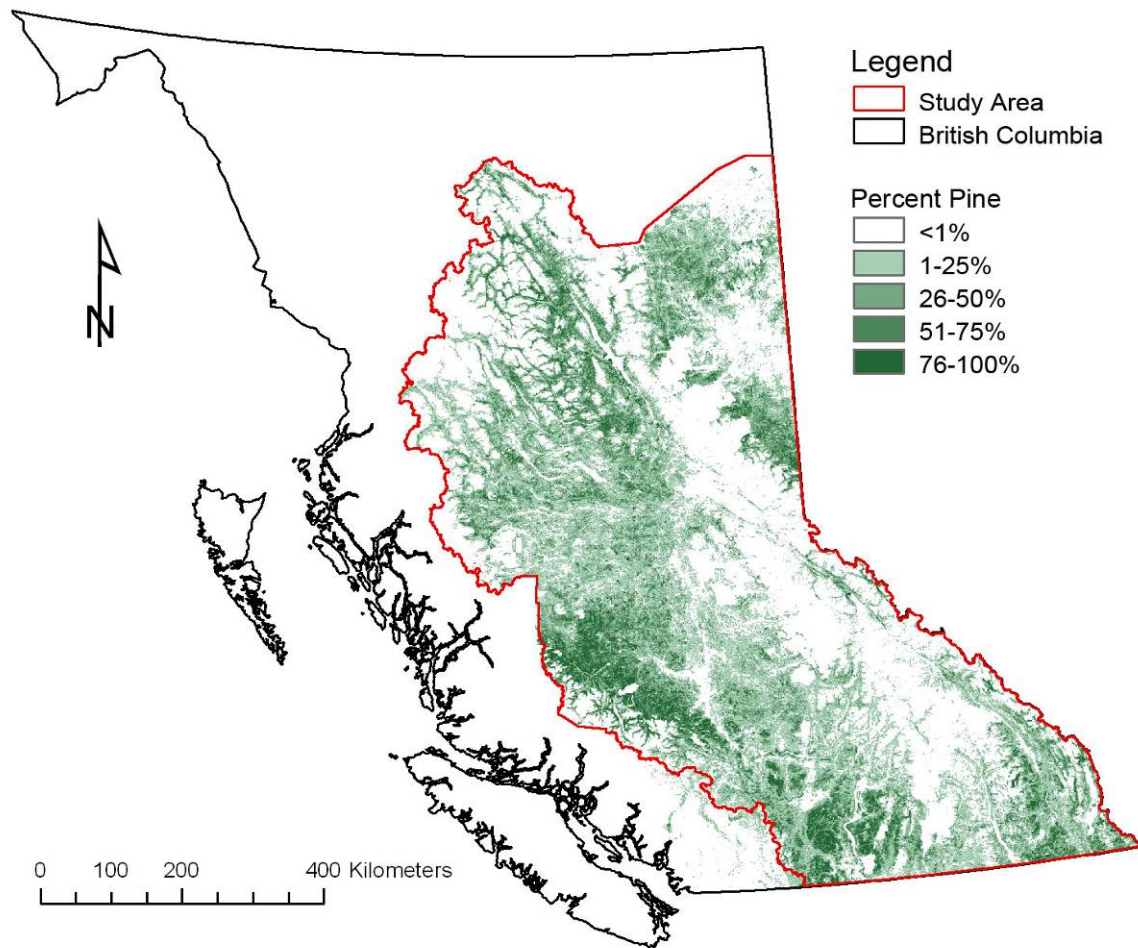 Legend
Study Area
British Columbia
Percent Pine
<1%
1-25%
26-50%
51-75%
76-100%
N
0 100 200 400 Kilometers